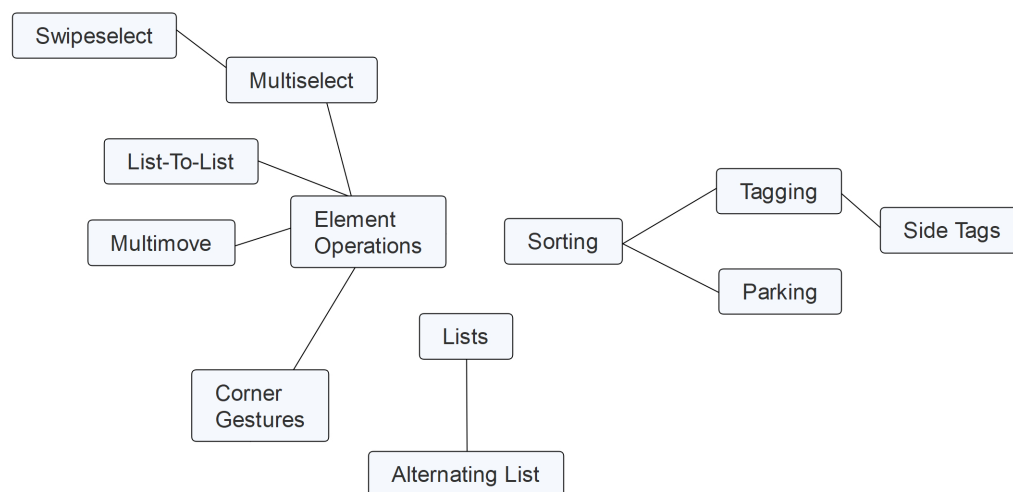 Swipeselect
Multiselect
List-To-List
Multimove
Element
Operations
Corner
Gestures
Lists
Alternating List
Sorting
Tagging
Side Tags
Parking